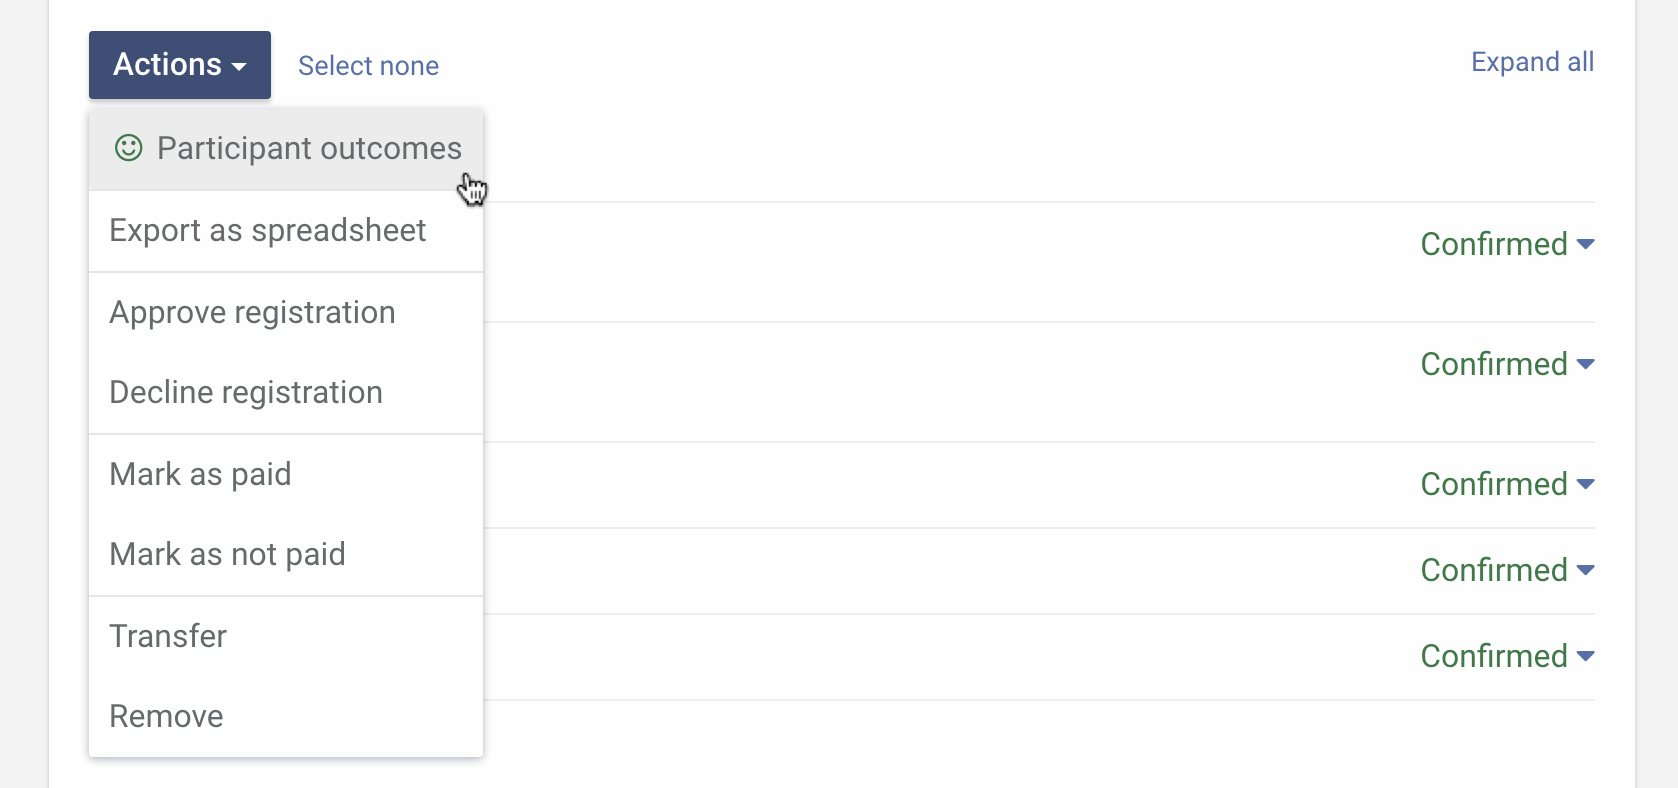 Actions
Select none
Expand all
Participant outcomes
Export as spreadsheet
Confirmed
Approve registration
Confirmed
Decline registration
Mark as paid
Confirmed
Mark as not paid
Confirmed
Transfer
Confirmed
Remove